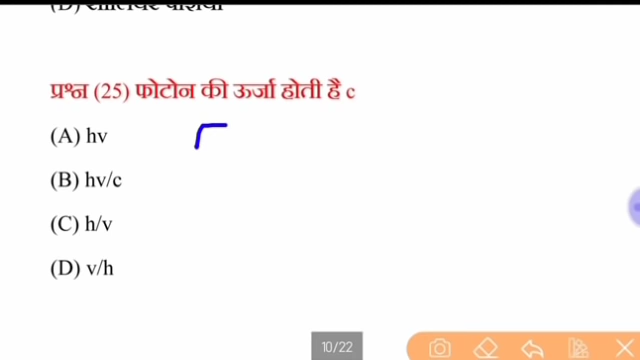 प्रश्न (25) फोटोन की ऊर्जा होती है c
(A) hv
(B) hv/c
(C) h/v
(D) v/h
10/22